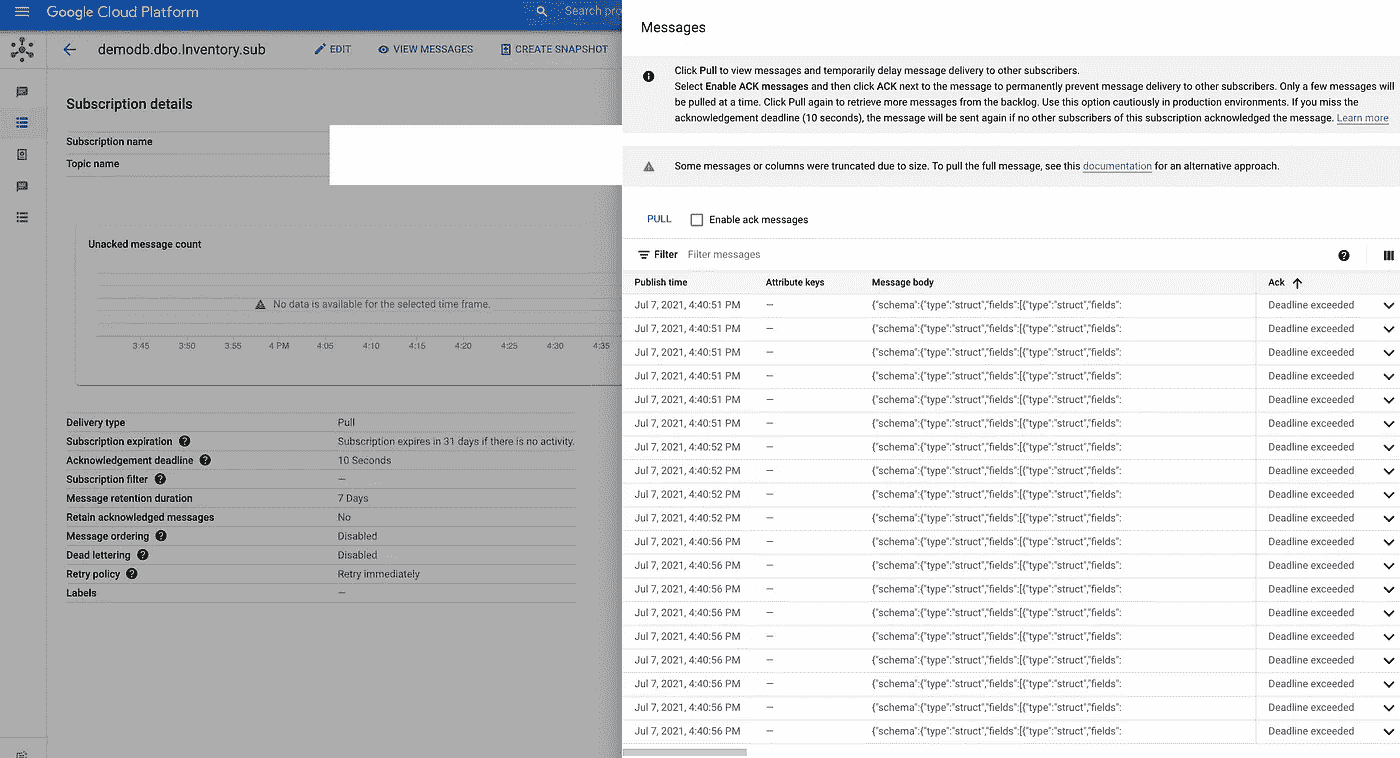 Google Cloud Platform
Search pro
demodb.dbo.Inventory.sub
EDIT
VIEW MESSAGES
CREATE SNAPSHOT
Subscription details
Subscription name
Topic name
Unacked message count
No data is available for the selected time frame.
3:45 3:50 3:55 4 PM 4:05 4:10 4:15 4:20 4:25 4:30 4:35
Delivery type Pull
Subscription expiration Subscription expires in 31 days if there is no activity.
Acknowledgement deadline 10 Seconds
Subscription filter —
Message retention duration 7 Days
Retain acknowledged messages No
Message ordering Disabled
Dead lettering Disabled
Retry policy Retry immediately
Labels —
Messages
Click Pull to view messages and temporarily delay message delivery to other subscribers.
Select Enable ACK messages and then click ACK next to the message to permanently prevent message delivery to other subscribers. Only a few messages will
be pulled at a time. Click Pull again to retrieve more messages from the backlog. Use this option cautiously in production environments. If you miss the
acknowledgement deadline (10 seconds), the message will be sent again if no other subscribers of this subscription acknowledged the message. Learn more
Some messages or columns were truncated due to size. To pull the full message, see this documentation for an alternative approach.
PULL Enable ack messages
Filter Filter messages
Publish time Attribute keys Message body Ack
Jul 7, 2021, 4:40:51 PM — {"schema":{"type":"struct","fields":[{"type":"struct","fields": Deadline exceeded
Jul 7, 2021, 4:40:51 PM — {"schema":{"type":"struct","fields":[{"type":"struct","fields": Deadline exceeded
Jul 7, 2021, 4:40:51 PM — {"schema":{"type":"struct","fields":[{"type":"struct","fields": Deadline exceeded
Jul 7, 2021, 4:40:51 PM — {"schema":{"type":"struct","fields":[{"type":"struct","fields": Deadline exceeded
Jul 7, 2021, 4:40:51 PM — {"schema":{"type":"struct","fields":[{"type":"struct","fields": Deadline exceeded
Jul 7, 2021, 4:40:51 PM — {"schema":{"type":"struct","fields":[{"type":"struct","fields": Deadline exceeded
Jul 7, 2021, 4:40:52 PM — {"schema":{"type":"struct","fields":[{"type":"struct","fields": Deadline exceeded
Jul 7, 2021, 4:40:52 PM — {"schema":{"type":"struct","fields":[{"type":"struct","fields": Deadline exceeded
Jul 7, 2021, 4:40:52 PM — {"schema":{"type":"struct","fields":[{"type":"struct","fields": Deadline exceeded
Jul 7, 2021, 4:40:52 PM — {"schema":{"type":"struct","fields":[{"type":"struct","fields": Deadline exceeded
Jul 7, 2021, 4:40:56 PM — {"schema":{"type":"struct","fields":[{"type":"struct","fields": Deadline exceeded
Jul 7, 2021, 4:40:56 PM — {"schema":{"type":"struct","fields":[{"type":"struct","fields": Deadline exceeded
Jul 7, 2021, 4:40:56 PM — {"schema":{"type":"struct","fields":[{"type":"struct","fields": Deadline exceeded
Jul 7, 2021, 4:40:56 PM — {"schema":{"type":"struct","fields":[{"type":"struct","fields": Deadline exceeded
Jul 7, 2021, 4:40:56 PM — {"schema":{"type":"struct","fields":[{"type":"struct","fields": Deadline exceeded
Jul 7, 2021, 4:40:56 PM — {"schema":{"type":"struct","fields":[{"type":"struct","fields": Deadline exceeded
Jul 7, 2021, 4:40:56 PM — {"schema":{"type":"struct","fields":[{"type":"struct","fields": Deadline exceeded
Jul 7, 2021, 4:40:56 PM — {"schema":{"type":"struct","fields":[{"type":"struct","fields": Deadline exceeded
Jul 7, 2021, 4:40:56 PM — {"schema":{"type":"struct","fields":[{"type":"struct","fields": Deadline exceeded